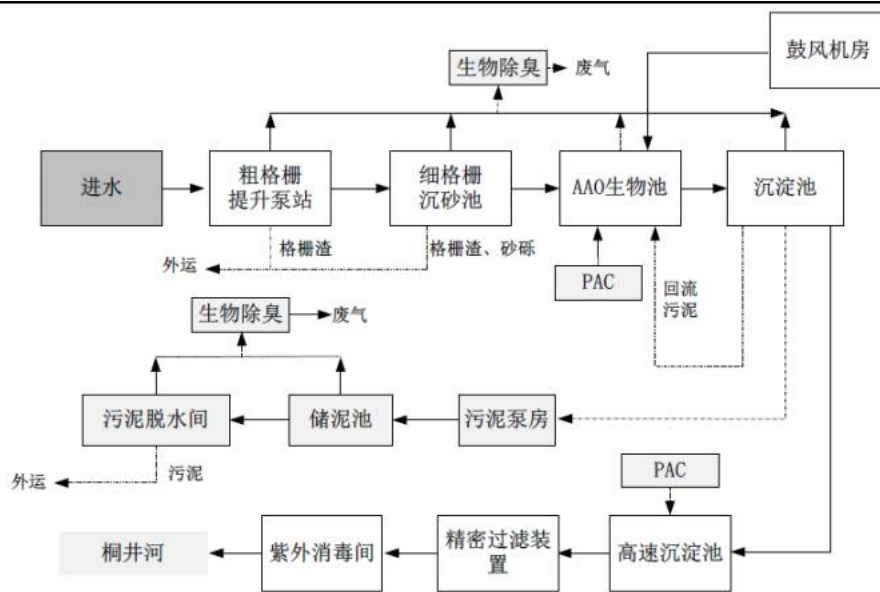 鼓风机房
生物除臭
废气
进水
粗格栅
提升泵站
细格栅
沉砂池
AAO生物池
沉淀池
格栅渣
格栅渣、砂砾
外运
PAC
回流
污泥
生物除臭
废气
污泥脱水间
储泥池
污泥泵房
污泥
外运
PAC
桐井河
紫外消毒间
精密过滤装
置
高速沉淀池